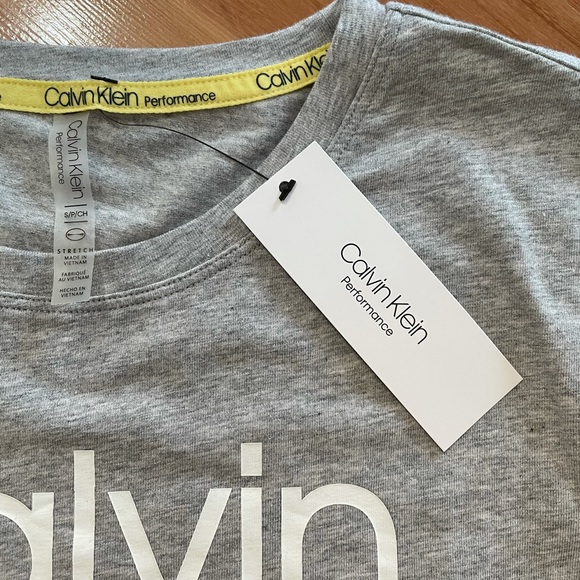 e
Calvin Klein Performance
Calvin Kle
Calvin Klein
Performance
S/P/CH
STRETCH
MADE IN
VIETNAM
FABRIQUÉ
AU VIETNAM
HECHO EN
VIETNAM
Calvin Klein
Performance
alvin